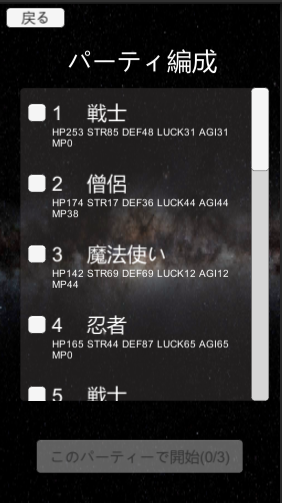 戻る
パーティ編成
1 戦士
HP253 STR85 DEF48 LUCK31 AGI31
MP0
2 僧侶
HP174 STR17 DEF36 LUCK44 AGI44
MP38
3 魔法使い
HP142 STR69 DEF69 LUCK12 AGI12
MP44
4 忍者
HP165 STR44 DEF87 LUCK65 AGI65
MP0
5 戦士
このパーティーで開始(0/3)